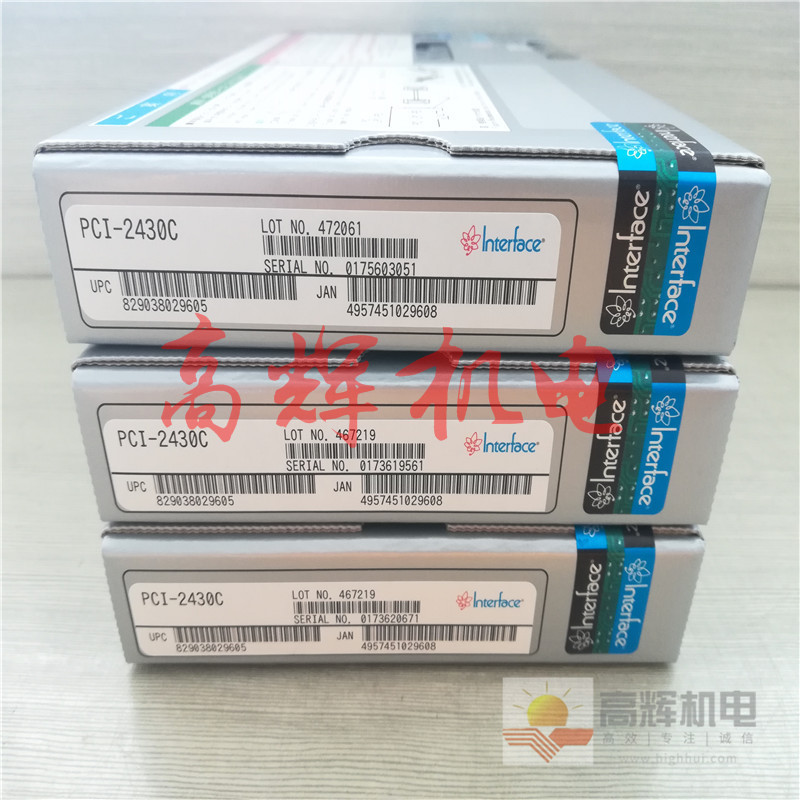 PCI-2430C
LOT NO. 472061
Interface®
SERIAL NO. 0175603051
UPC
JAN
829038029605
4957451029608
Interface
Interface
高辉机电
PCI-2430C
LOT NO. 467219
Interface®
SERIAL NO. 0173619561
UPC
JAN
829038029605
4957451029608
Interface
Interface
PCI-2430C
LOT NO. 467219
Interface®
SERIAL NO. 0173620671
UPC
JAN
829038029605
4957451029608
Interface
Interface
高辉机电
高效 | 专注 | 诚信
www.highhuj.com